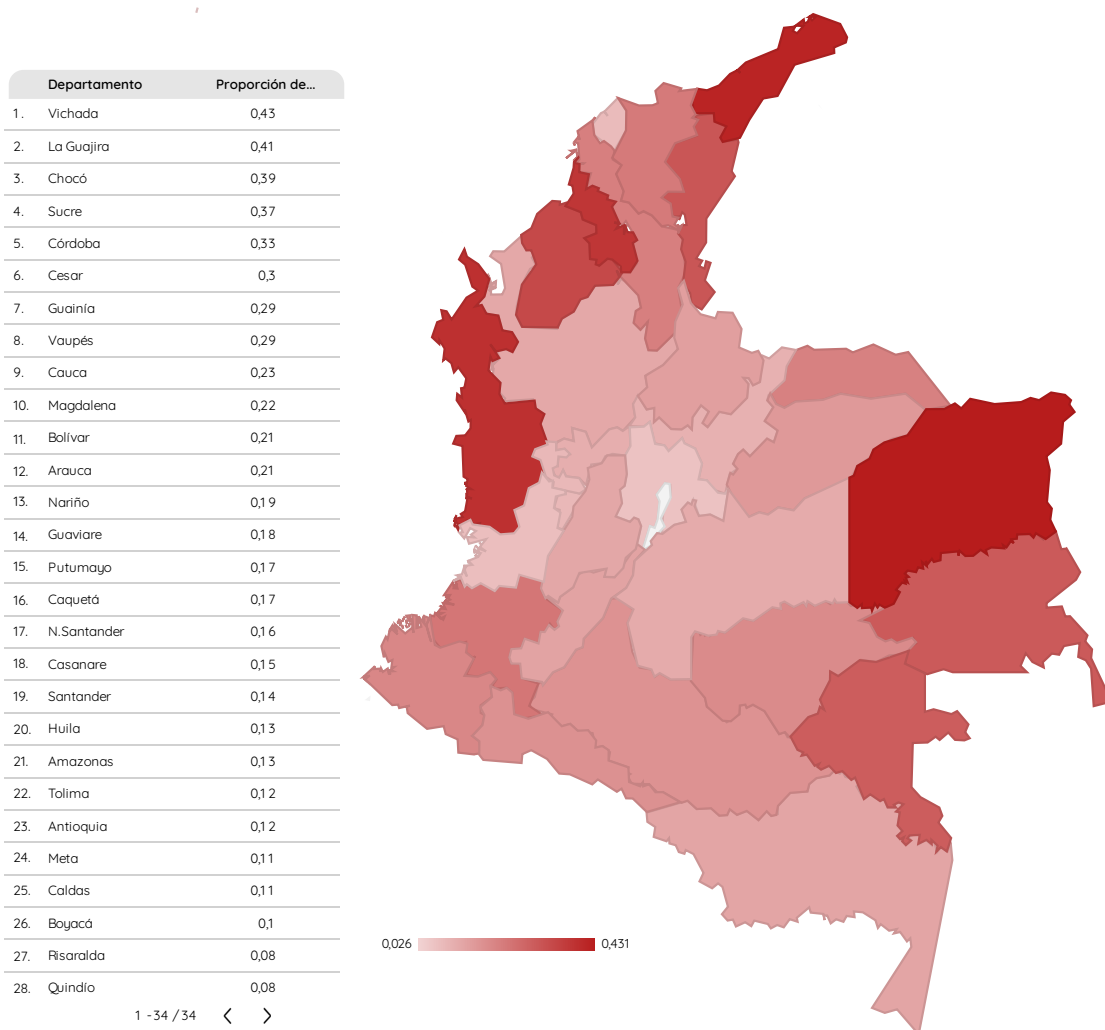 Departamento Proporción de...
1. Vichada 0,43
2. La Guajira 0,41
3. Chocó 0,39
4. Sucre 0,37
5. Córdoba 0,33
6. Cesar 0,3
7. Guainía 0,29
8. Vaupés 0,29
9. Cauca 0,23
10. Magdalena 0,22
11. Bolívar 0,21
12. Arauca 0,21
13. Nariño 0,19
14. Guaviare 0,18
15. Putumayo 0,17
16. Caquetá 0,17
17. N.Santander 0,16
18. Casanare 0,15
19. Santander 0,14
20. Huila 0,13
21. Amazonas 0,13
22. Tolima 0,12
23. Antioquia 0,12
24. Meta 0,11
25. Caldas 0,11
26. Boyacá 0,1
27. Risaralda 0,08
28. Quindío 0,08
1 - 34 / 34
0,026 0,431